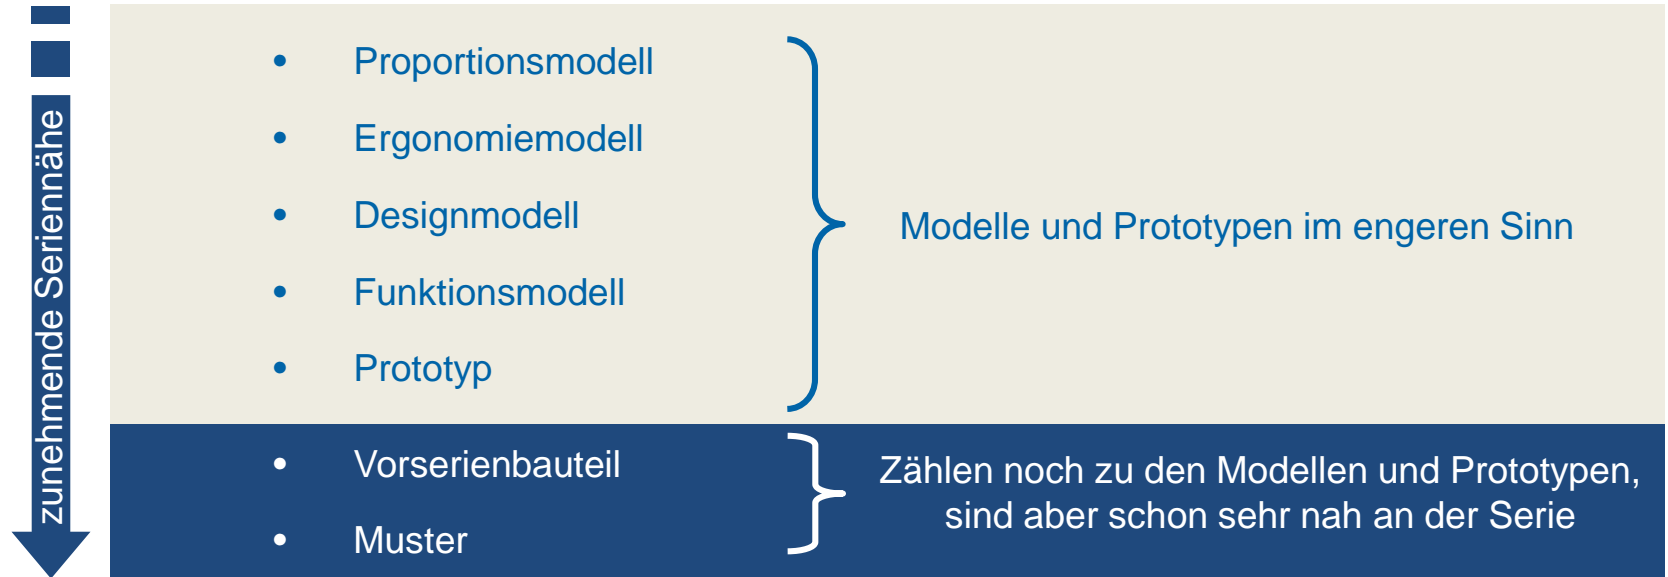 zunehmende Seriennähe
• Proportionsmodell
• Ergonomiemodell
• Designmodell
• Funktionsmodell
• Prototyp
Modelle und Prototypen im engeren Sinn
• Vorserienbauteil
• Muster
Zählen noch zu den Modellen und Prototypen,
sind aber schon sehr nah an der Serie